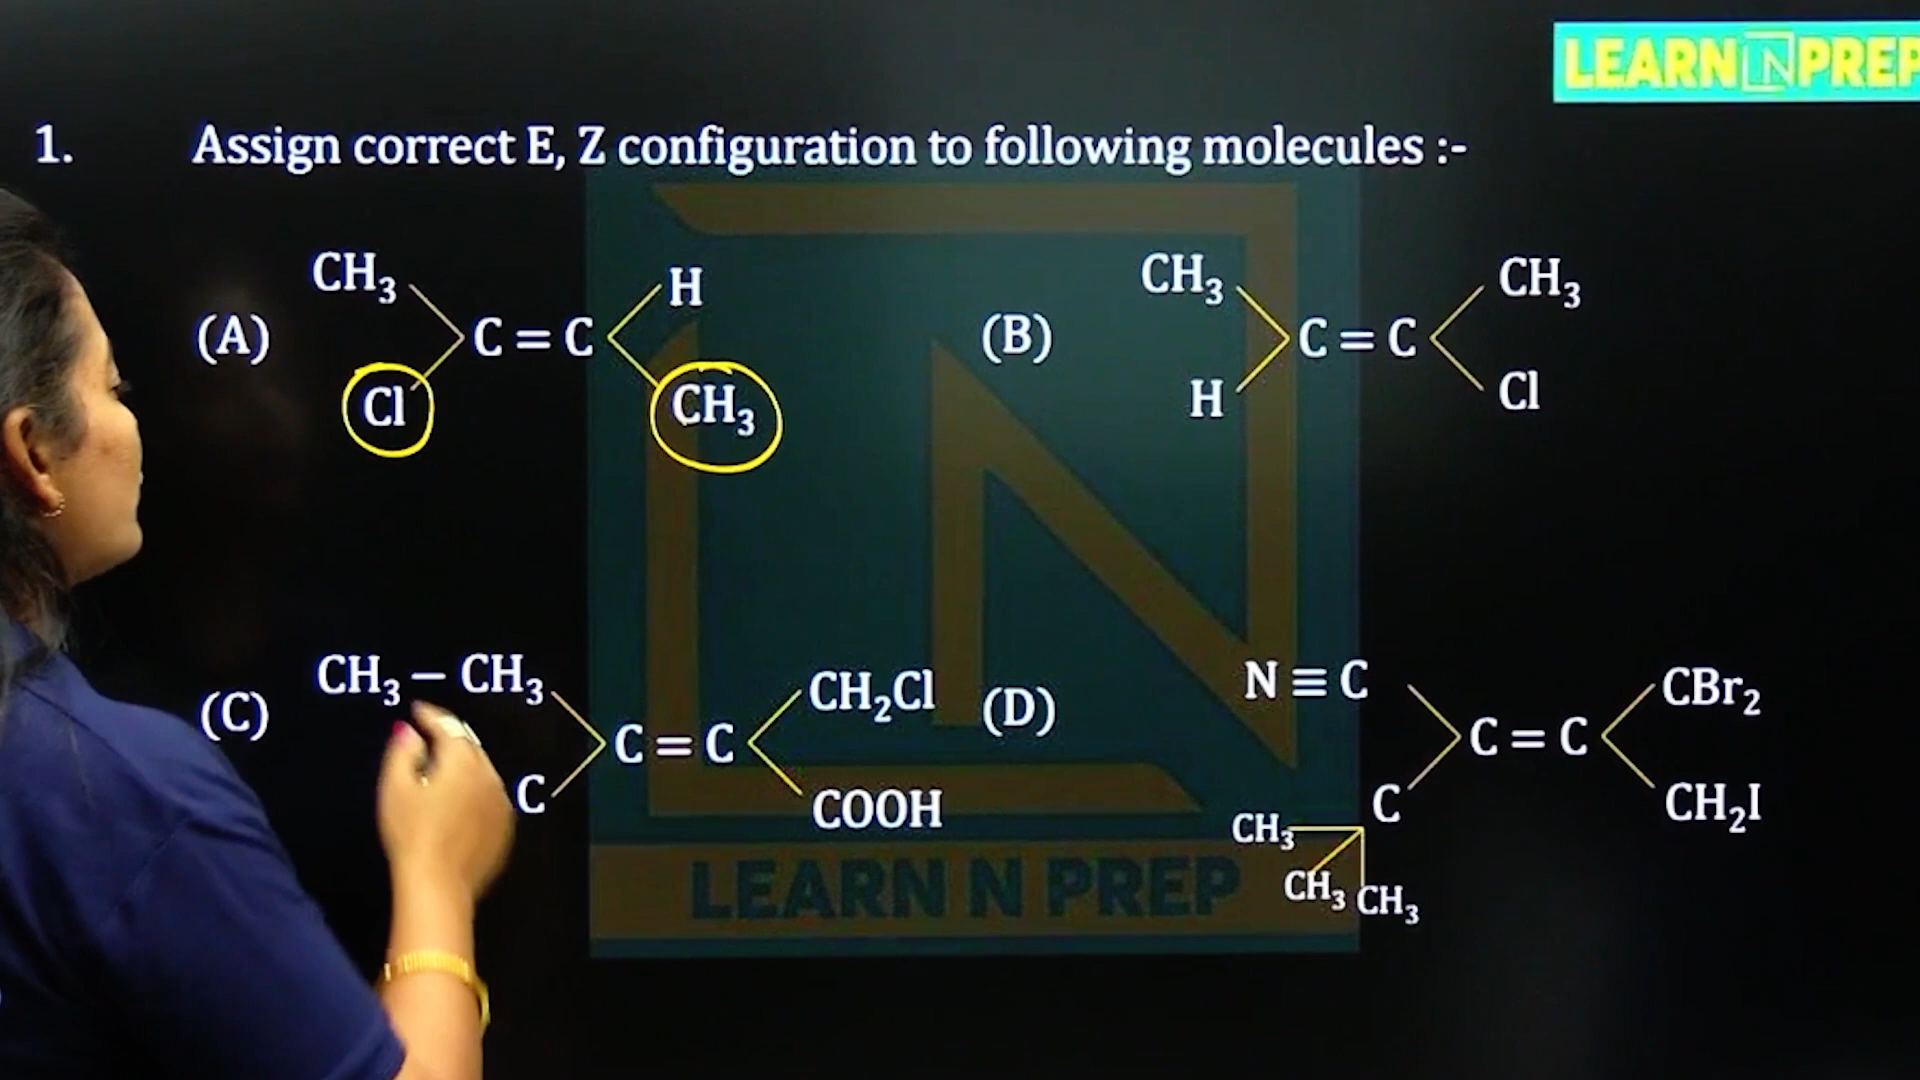 LEARN N PREP
1. Assign correct E, Z configuration to following molecules :-
(A) CH₃ Cl C = C H CH₃
(B) CH₃ H C = C CH₃ Cl
(C) CH₃ – CH₃ C C = C CH₂Cl COOH
(D) N ≡ C C CH₃ CH₃ CH₃ C = C CBr₂ CH₂I
LEARN N PREP